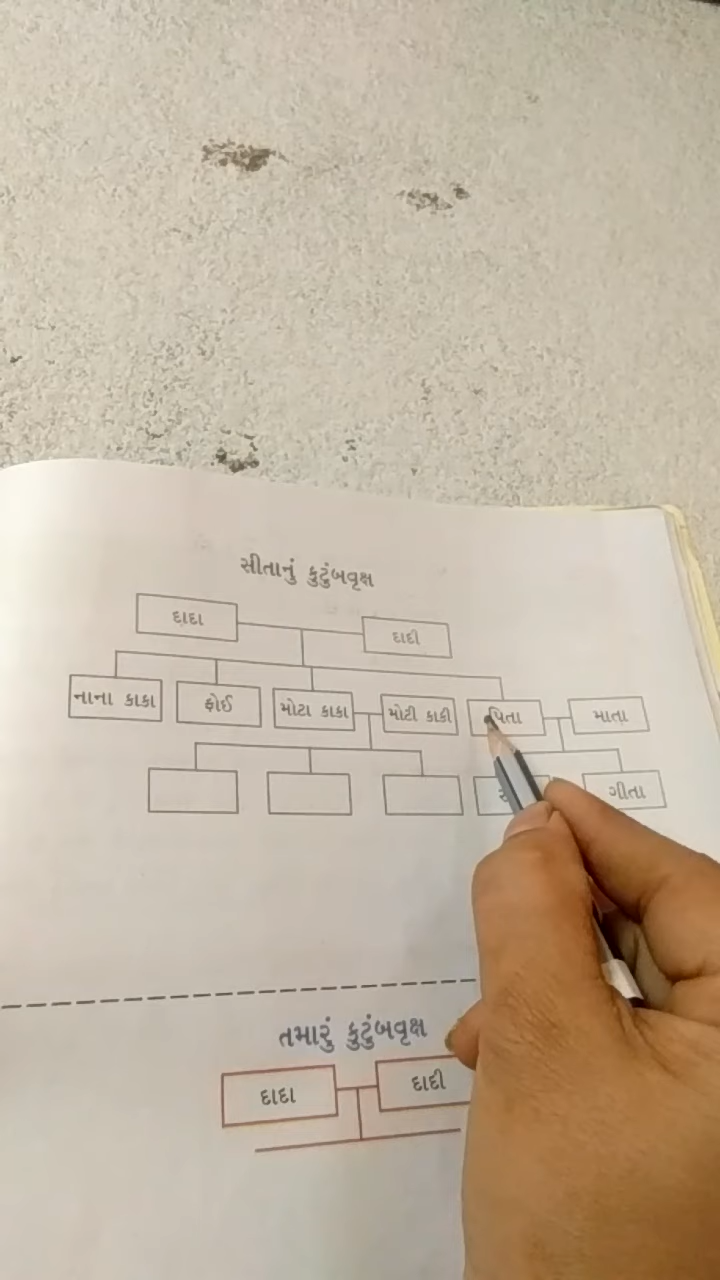 સીતાનું કુટુંબવૃક્ષ
દાદા દાદી
નાના કાકા ફોઈ મોટા કાકા મોટી કાકી પિતા માતા
ગીતા
તમારું કુટુંબવૃક્ષ
દાદા દાદી